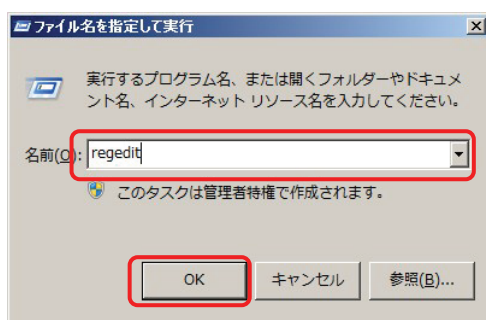 ファイル名を指定して実行
実行するプログラム名、または開くフォルダーやドキュメ
ント名、インターネット リソース名を入力してください。
名前(O): regedit
このタスクは管理者特権で作成されます。
OK キャンセル 参照(B)...